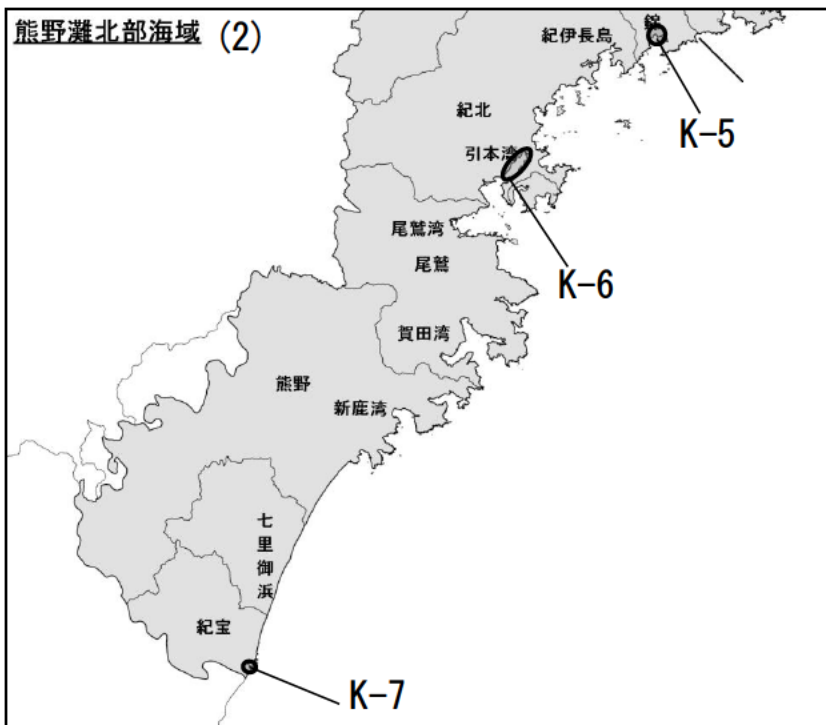 熊野灘北部海域 (2)
紀伊長島
錦
K-5
紀北
引本湾
K-6
尾鷲湾
尾鷲
賀田湾
熊野
新鹿湾
七里御浜
紀宝
K-7